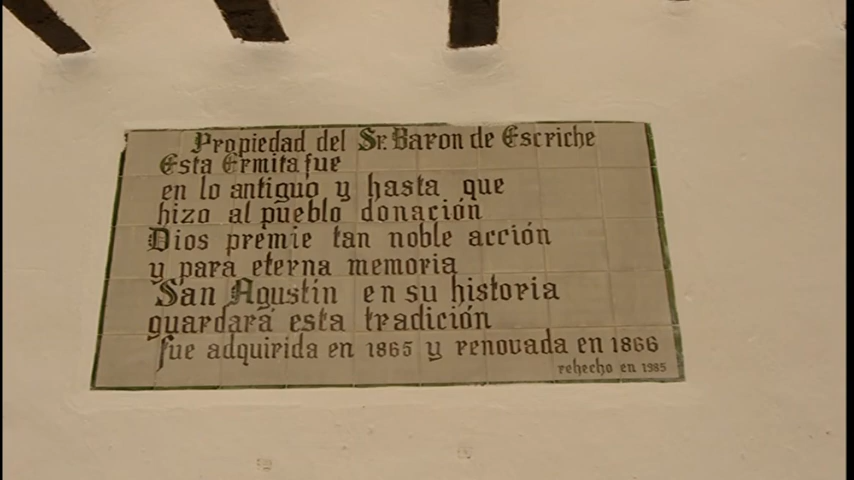 Propiedad del Sr. Baron de Escriche
Esta Ermita fue
en lo antiguo y hasta que
hizo al pueblo donación
Dios premie tan noble acción
y para eterna memoria
San Agustín en su historia
guardará esta tradición
fue adquirida en 1865 y renovada en 1866
rehecho en 1985